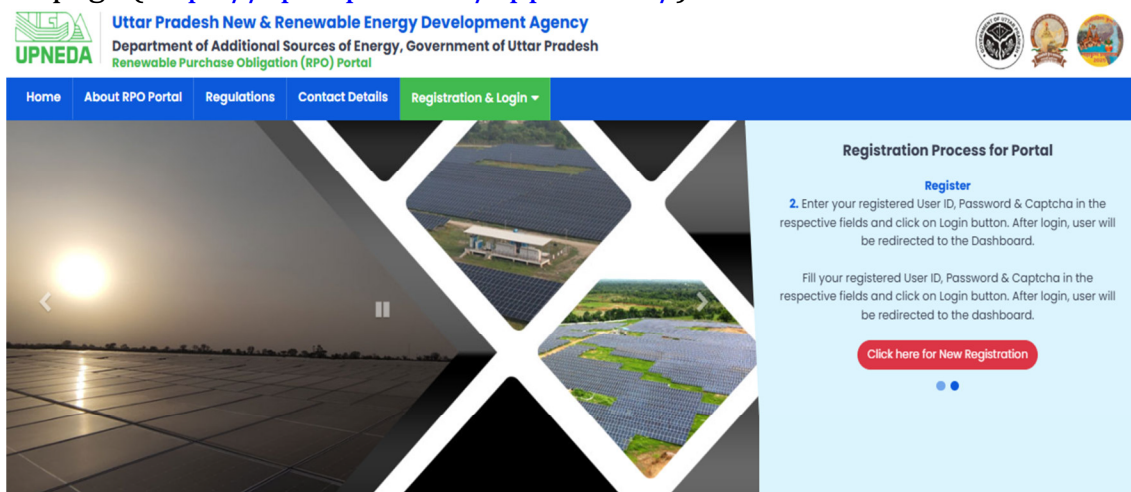 Uttar Pradesh New & Renewable Energy Development Agency
UPNEDA
Department of Additional Sources of Energy, Government of Uttar Pradesh
Renewable Purchase Obligation (RPO) Portal
Home
About RPO Portal
Regulations
Contact Details
Registration & Login
Registration Process for Portal
Register
2. Enter your registered User ID, Password & Captcha in the
respective fields and click on Login button. After login, user will
be redirected to the Dashboard.
Fill your registered User ID, Password & Captcha in the
respective fields and click on Login button. After login, user will
be redirected to the dashboard.
Click here for New Registration